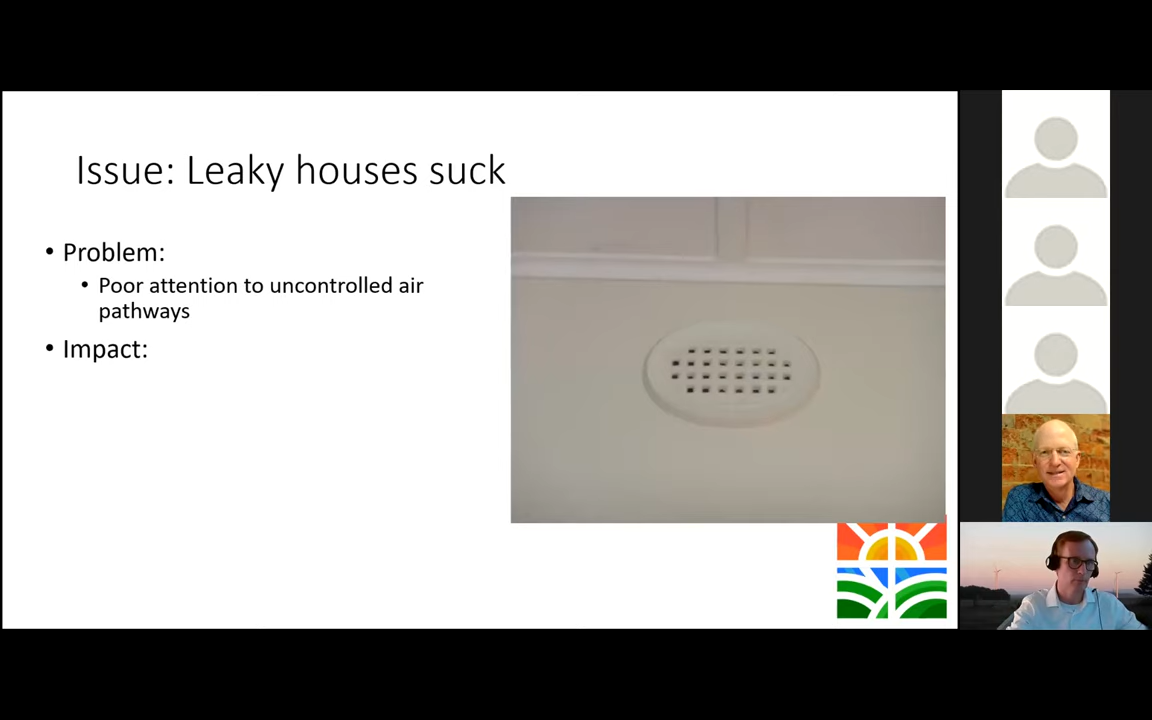 Issue: Leaky houses suck
• Problem:
• Poor attention to uncontrolled air
pathways
• Impact: